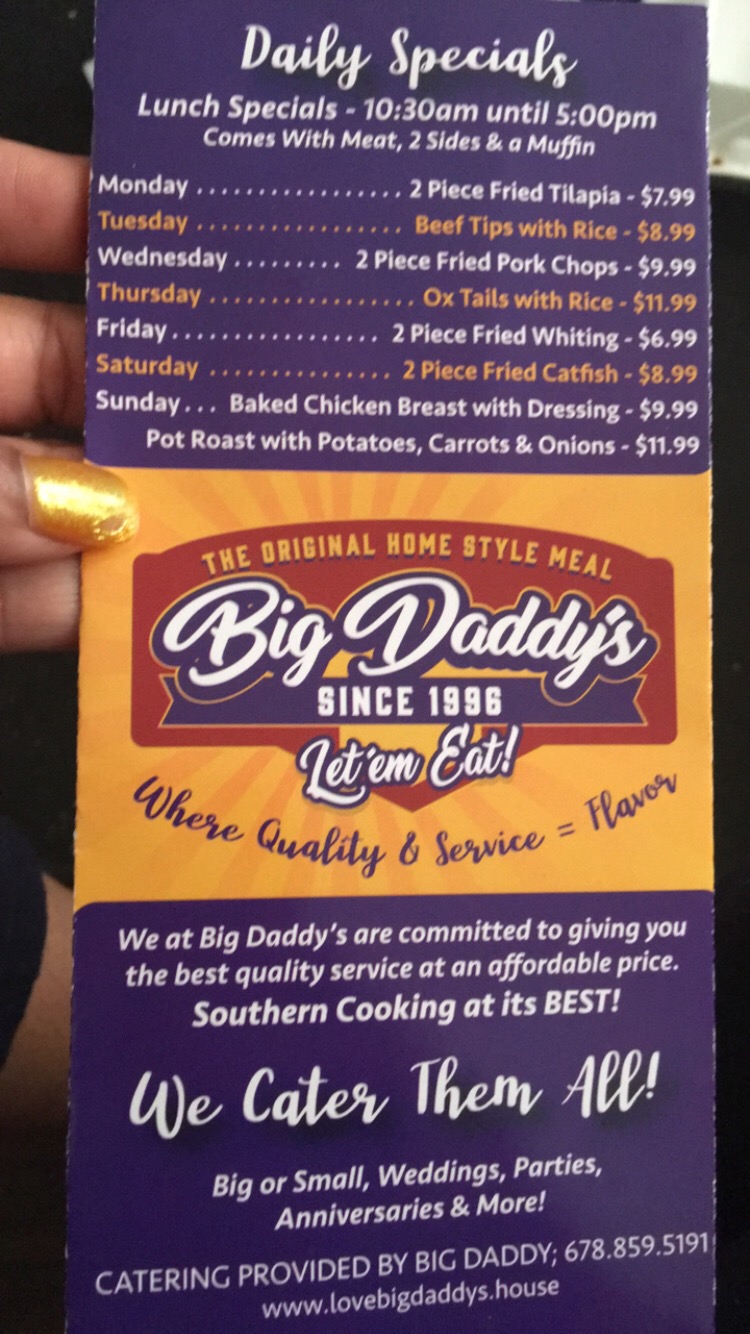 Daily Specials
Lunch Specials - 10:30am until 5:00pm
Comes With Meat, 2 Sides & a Muffin
Monday ................. 2 Piece Fried Tilapia - $7.99
Tuesday ................. Beef Tips with Rice - $8.99
Wednesday ......... 2 Piece Fried Pork Chops - $9.99
Thursday ................. Ox Tails with Rice - $11.99
Friday ................. 2 Piece Fried Whiting - $6.99
Saturday ............... 2 Piece Fried Catfish - $8.99
Sunday... Baked Chicken Breast with Dressing - $9.99
Pot Roast with Potatoes, Carrots & Onions - $11.99
THE ORIGINAL HOME STYLE MEAL
Big Daddy's
SINCE 1996
Let'em Eat!
Where Quality & Service = Flavor
We at Big Daddy's are committed to giving you
the best quality service at an affordable price.
Southern Cooking at its BEST!
We Cater Them All!
Big or Small, Weddings, Parties,
Anniversaries & More!
CATERING PROVIDED BY BIG DADDY; 678.859.5191
www.lovebigdaddys.house